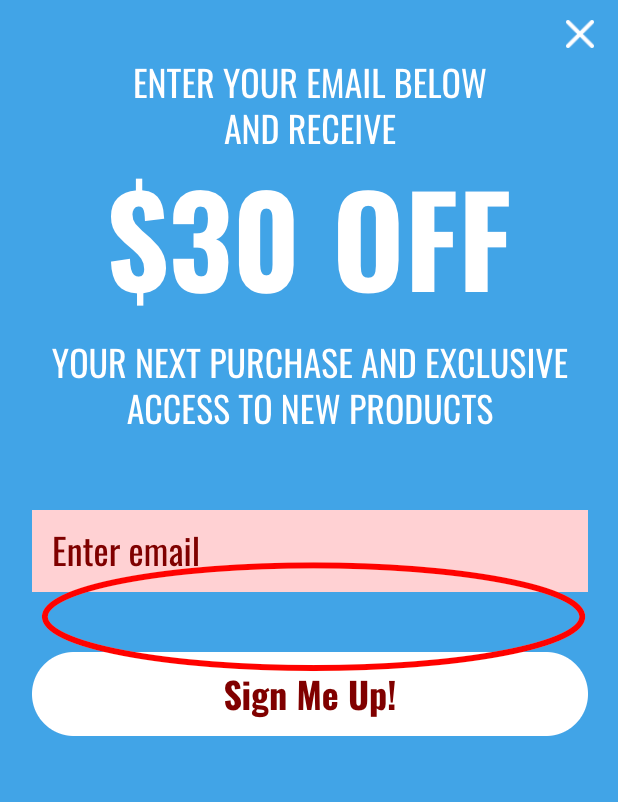 ENTER YOUR EMAIL BELOW
AND RECEIVE
$30 OFF
YOUR NEXT PURCHASE AND EXCLUSIVE
ACCESS TO NEW PRODUCTS
Enter email
Sign Me Up!